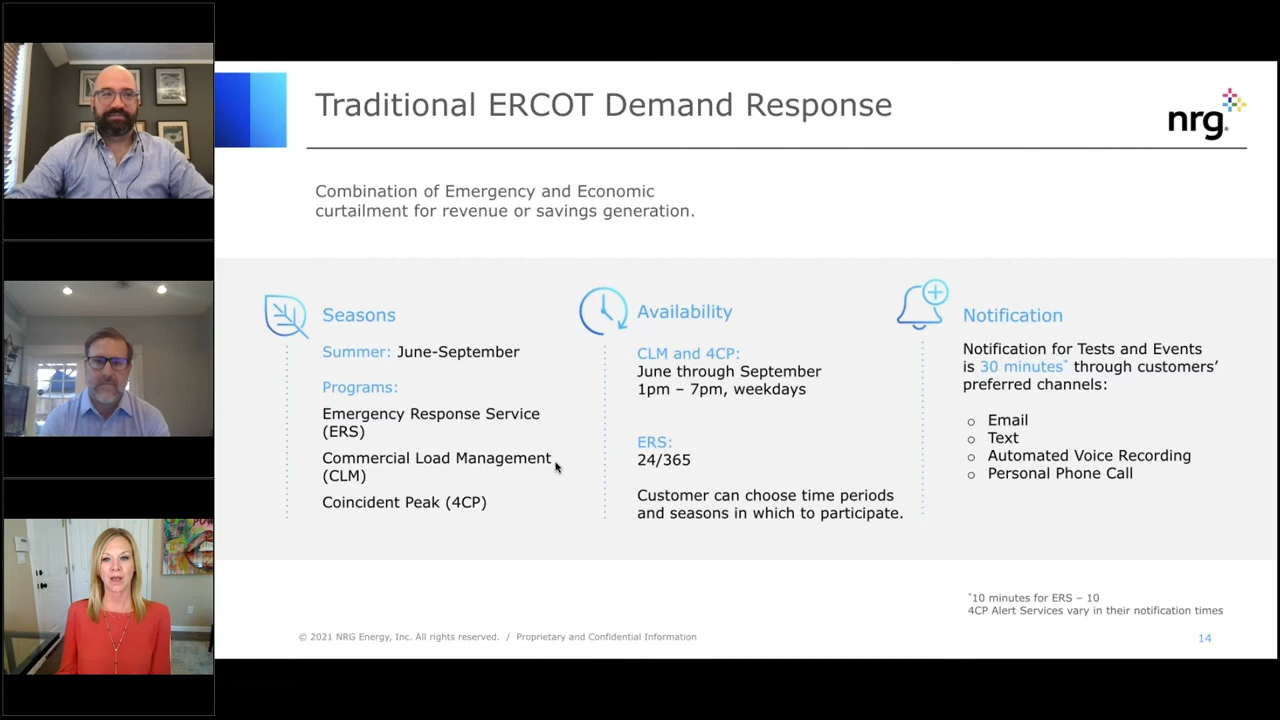 Traditional ERCOT Demand Response
nrg.
Combination of Emergency and Economic
curtailment for revenue or savings generation.
Seasons
Summer: June-September
Programs:
Emergency Response Service
(ERS)
Commercial Load Management
(CLM)
Coincident Peak (4CP)
Availability
CLM and 4CP:
June through September
1pm – 7pm, weekdays
ERS:
24/365
Customer can choose time periods
and seasons in which to participate.
Notification
Notification for Tests and Events
is 30 minutes* through customers’
preferred channels:
o Email
o Text
o Automated Voice Recording
o Personal Phone Call
*10 minutes for ERS – 10
4CP Alert Services vary in their notification times
© 2021 NRG Energy, Inc. All rights reserved. / Proprietary and Confidential Information
14